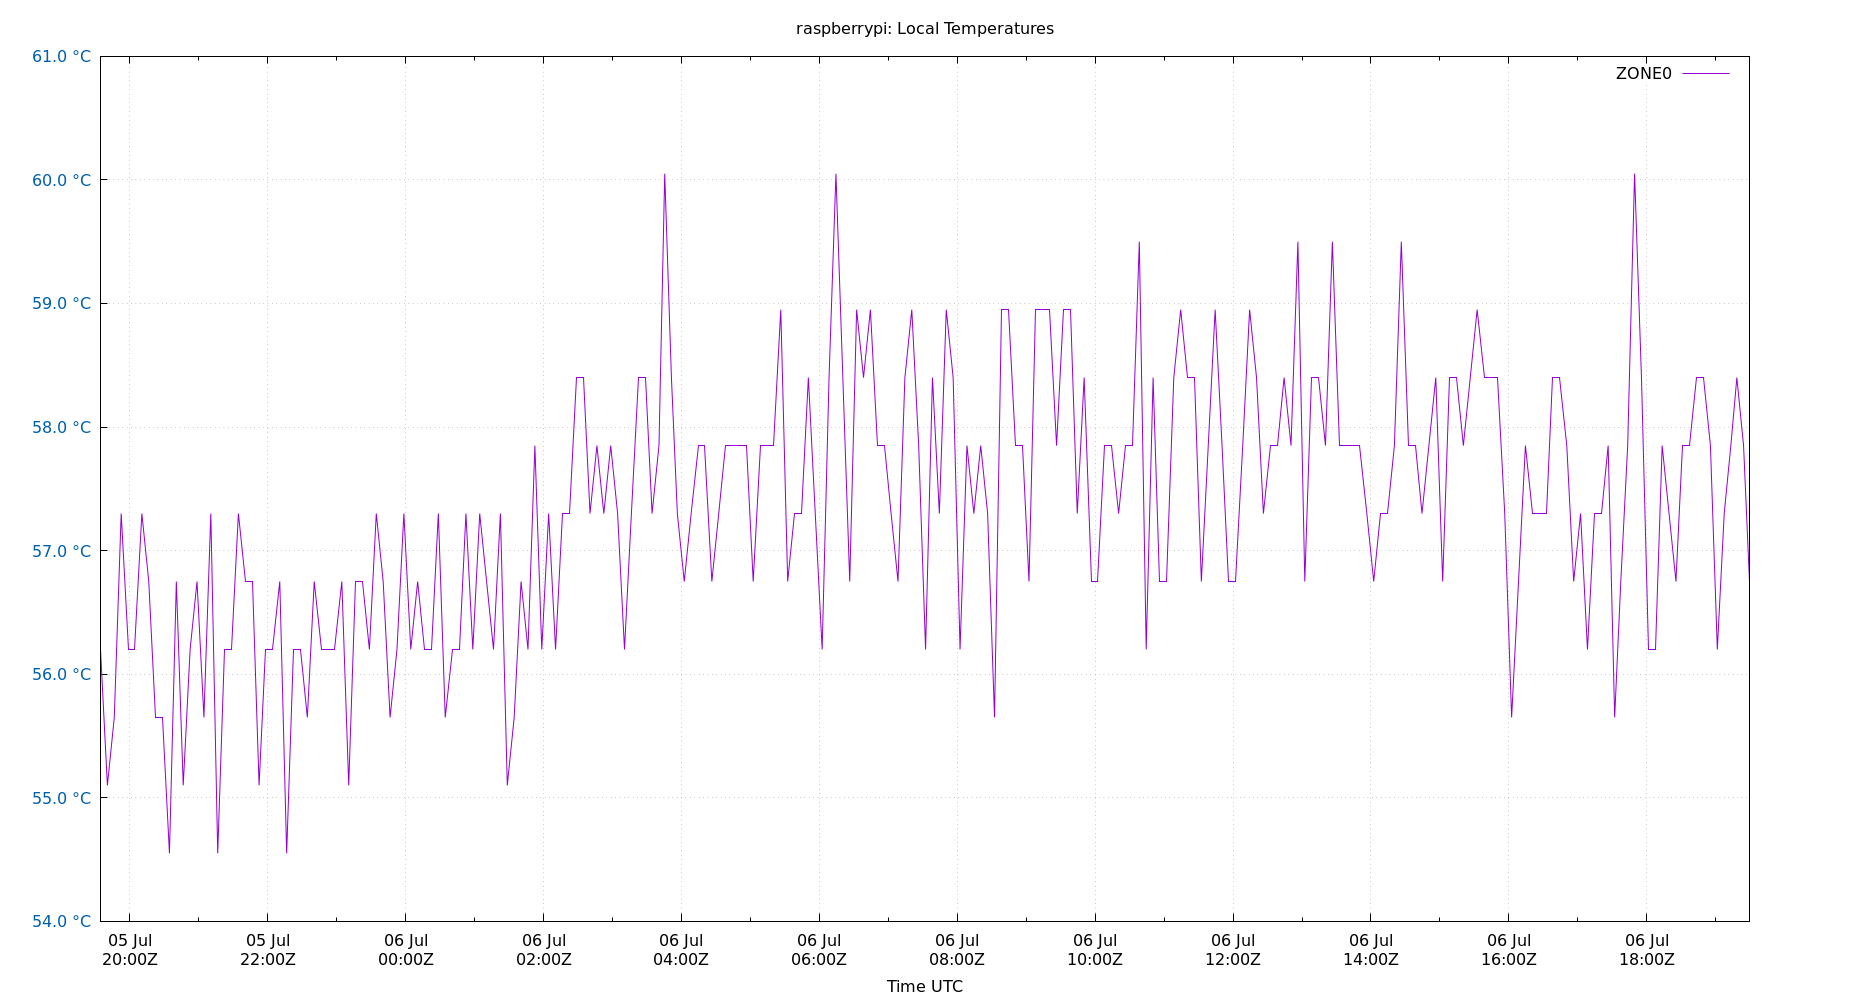 raspberrypi: Local Temperatures
61.0 °C
ZONE0
60.0 °C
59.0 °C
58.0 °C
57.0 °C
56.0 °C
55.0 °C
54.0 °C
05 Jul 05 Jul 06 Jul 06 Jul 06 Jul 06 Jul 06 Jul 06 Jul 06 Jul 06 Jul 06 Jul 06 Jul
20:00Z 22:00Z 00:00Z 02:00Z 04:00Z 06:00Z 08:00Z 10:00Z 12:00Z 14:00Z 16:00Z 18:00Z
Time UTC